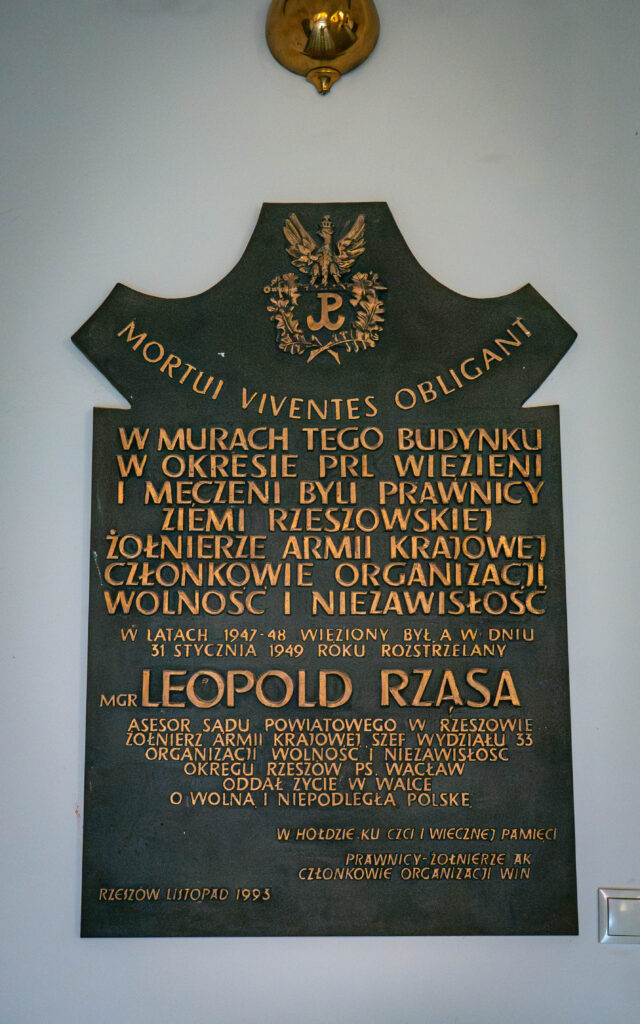 MORTUI VIVENTES OBLIGANT
W MURACH TEGO BUDYNKU
W OKRESIE PRL WIĘZIENI
I MĘCZENI BYLI PRAWNICY
ZIEMI RZESZOWSKIEJ
ŻOŁNIERZE ARMII KRAJOWEJ
CZŁONKOWIE ORGANIZACJI
WOLNOŚĆ I NIEZAWISŁOŚĆ
W LATACH 1947-48 WIĘZIONY BYŁ, A W DNIU
31 STYCZNIA 1949 ROKU ROZSTRZELANY
MGR LEOPOLD RZĄSA
ASESOR SĄDU POWIATOWEGO W RZESZOWIE
ŻOŁNIERZ ARMII KRAJOWEJ SZEF WYDZIAŁU 33
ORGANIZACJI WOLNOŚĆ I NIEZAWISŁOŚĆ
OKRĘGU RZESZÓW PS. WACŁAW
ODDAŁ ŻYCIE W WALCE
O WOLNĄ I NIEPODLEGŁĄ POLSKĘ
W HOŁDZIE KU CZCI I WIECZNEJ PAMIĘCI
PRAWNICY-ŻOŁNIERZE AK
CZŁONKOWIE ORGANIZACJI WIN
RZESZÓW LISTOPAD 1993